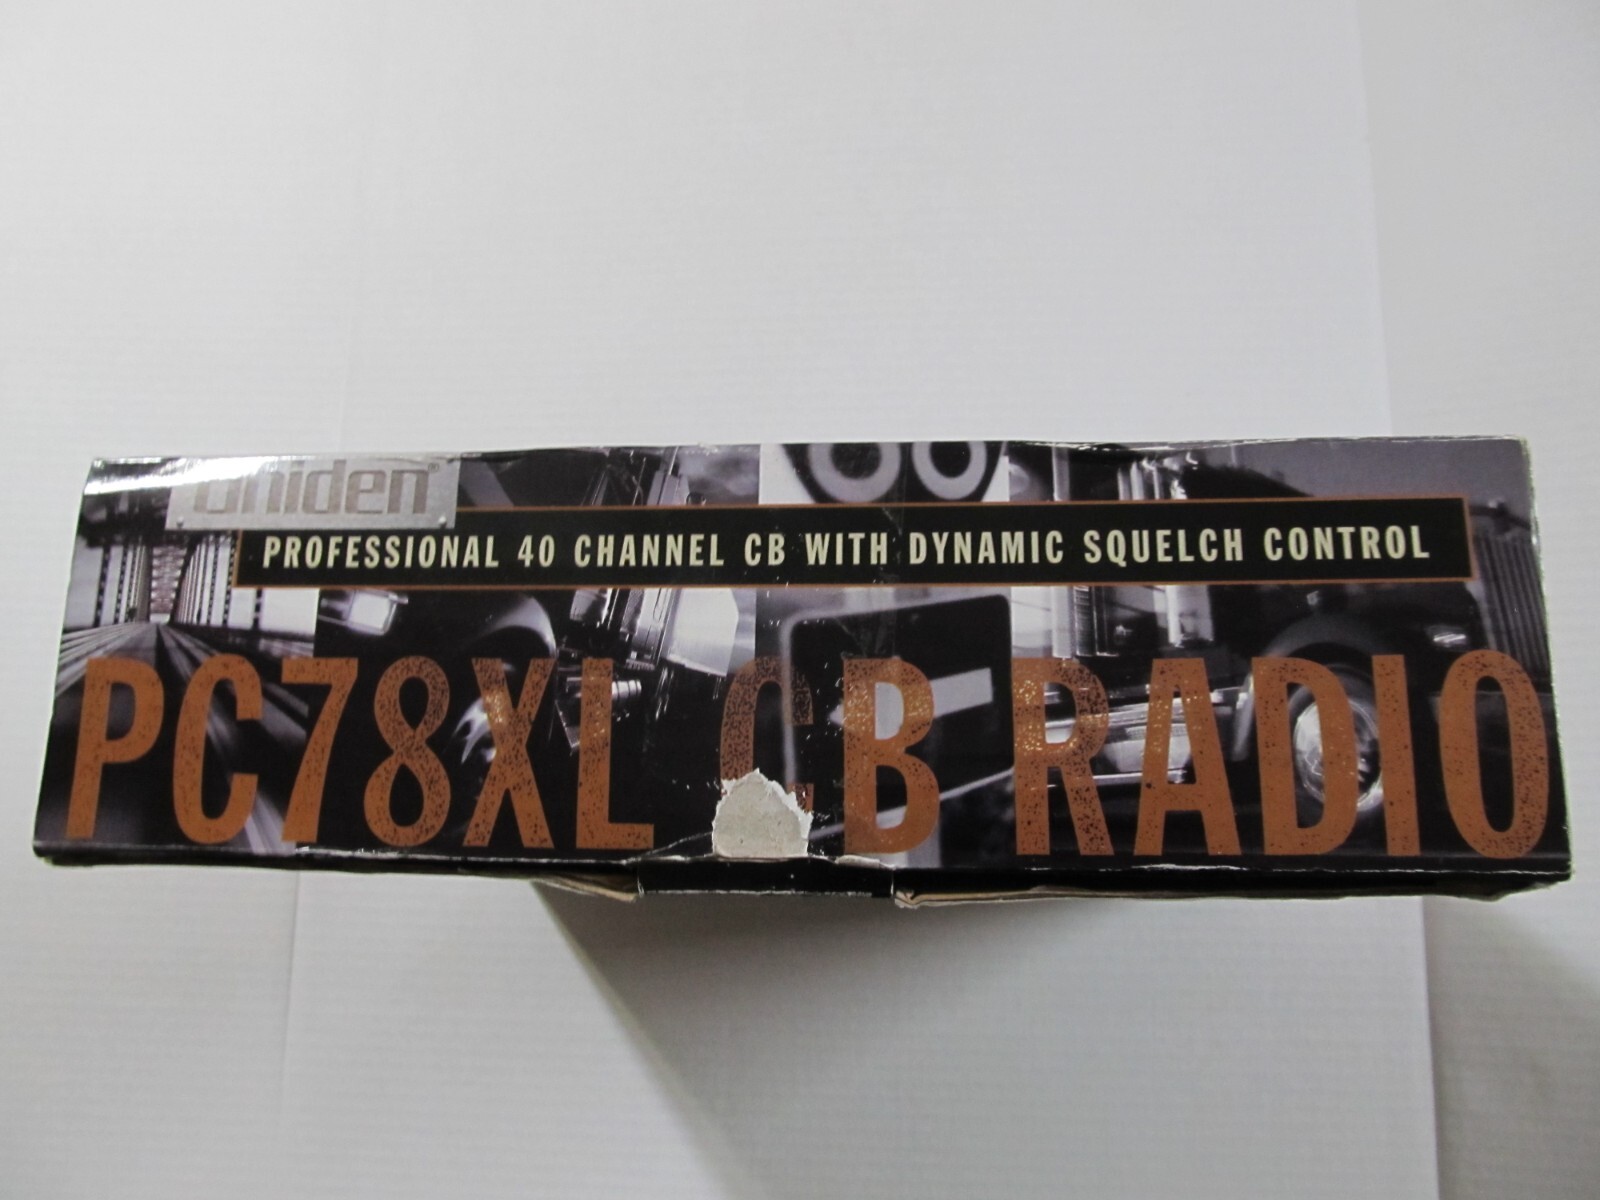 uniden®
PROFESSIONAL 40 CHANNEL CB WITH DYNAMIC SQUELCH CONTROL
PC78XL CB RADIO